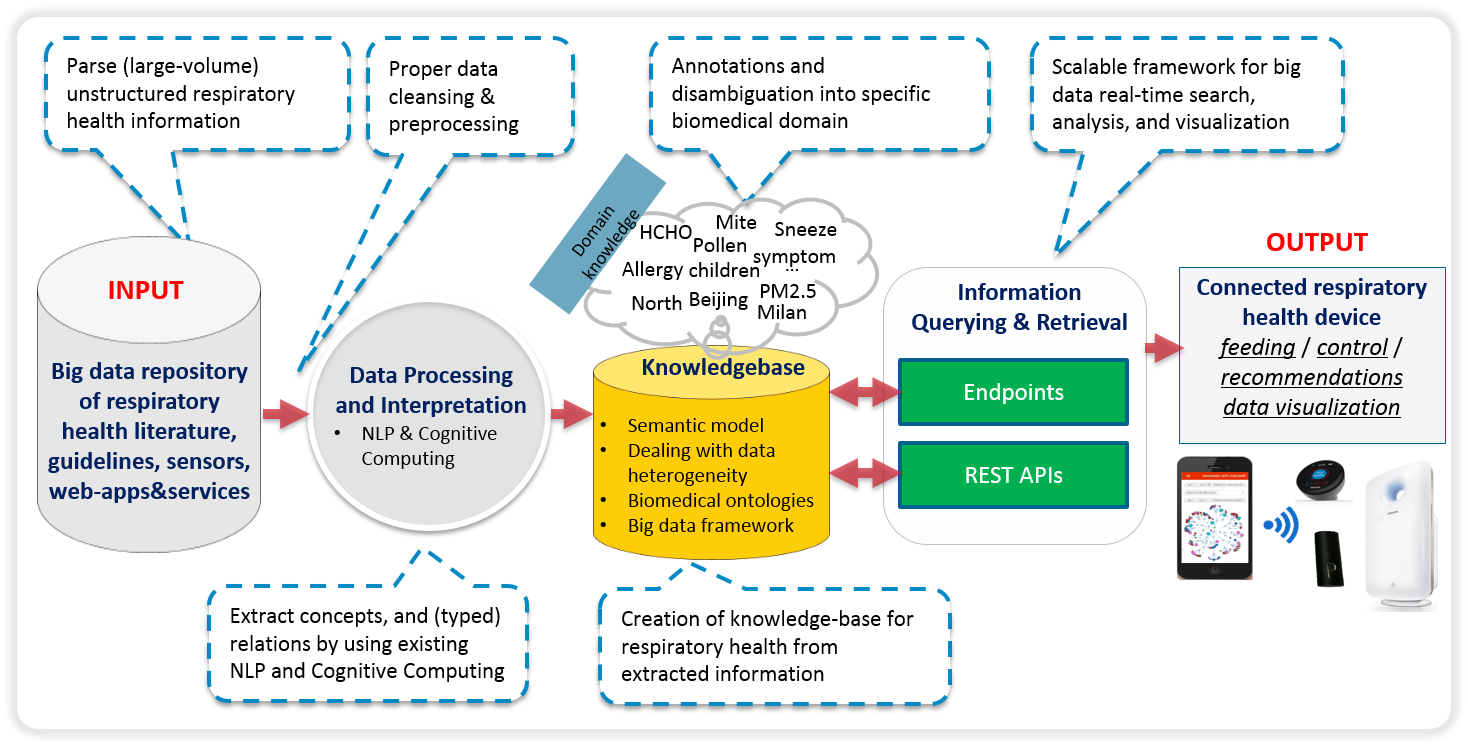 Parse (large-volume)
unstructured respiratory
health information
Proper data
cleansing &
preprocessing
Annotations and
disambiguation into specific
biomedical domain
Scalable framework for big
data real-time search,
analysis, and visualization
Domain
knowledge
HCHO
Mite
Pollen
Sneeze
symptom
...
Allergy
children
North
Beijing
PM2.5
Milan
INPUT
Big data repository
of respiratory
health literature,
guidelines, sensors,
web-apps&services
Data Processing
and Interpretation
• NLP & Cognitive
Computing
Knowledgebase
• Semantic model
• Dealing with data
heterogeneity
• Biomedical ontologies
• Big data framework
Information
Querying & Retrieval
Endpoints
REST APIs
OUTPUT
Connected respiratory
health device
feeding / control /
recommendations
data visualization
P
Extract concepts, and (typed)
relations by using existing
NLP and Cognitive Computing
Creation of knowledge-base for
respiratory health from
extracted information